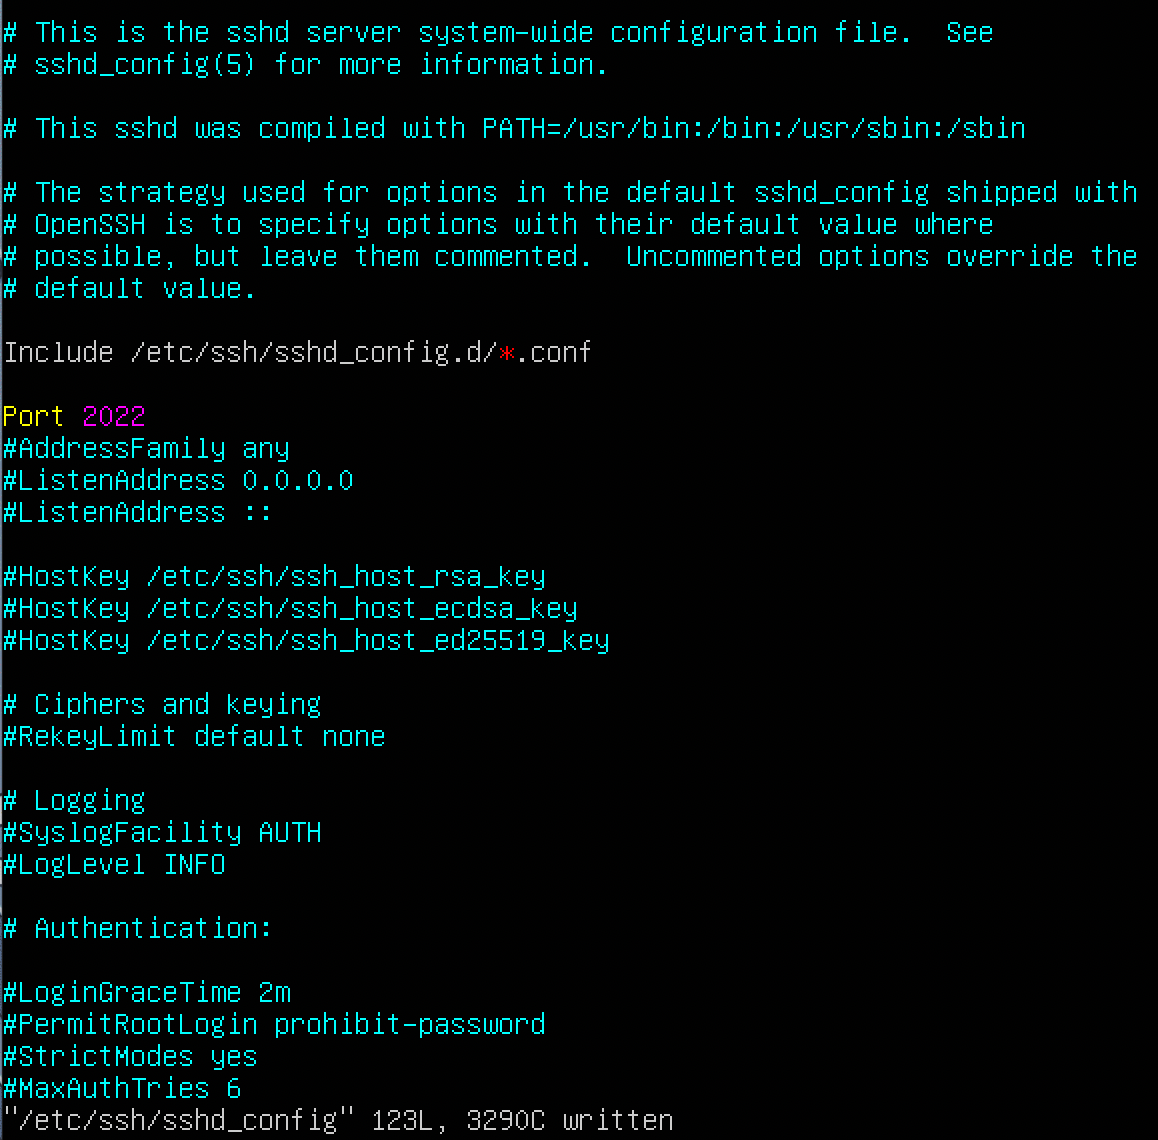 # This is the sshd server system-wide configuration file.  See
# sshd_config(5) for more information.
# This sshd was compiled with PATH=/usr/bin:/bin:/usr/sbin:/sbin
# The strategy used for options in the default sshd_config shipped with
# OpenSSH is to specify options with their default value where
# possible, but leave them commented.  Uncommented options override the
# default value.
Include /etc/ssh/sshd_config.d/*.conf
Port 2022
#AddressFamily any
#ListenAddress 0.0.0.0
#ListenAddress ::
#HostKey /etc/ssh/ssh_host_rsa_key
#HostKey /etc/ssh/ssh_host_ecdsa_key
#HostKey /etc/ssh/ssh_host_ed25519_key
# Ciphers and keying
#RekeyLimit default none
# Logging
#SyslogFacility AUTH
#LogLevel INFO
# Authentication:
#LoginGraceTime 2m
#PermitRootLogin prohibit-password
#StrictModes yes
#MaxAuthTries 6
"/etc/ssh/sshd_config" 123L, 3290C written